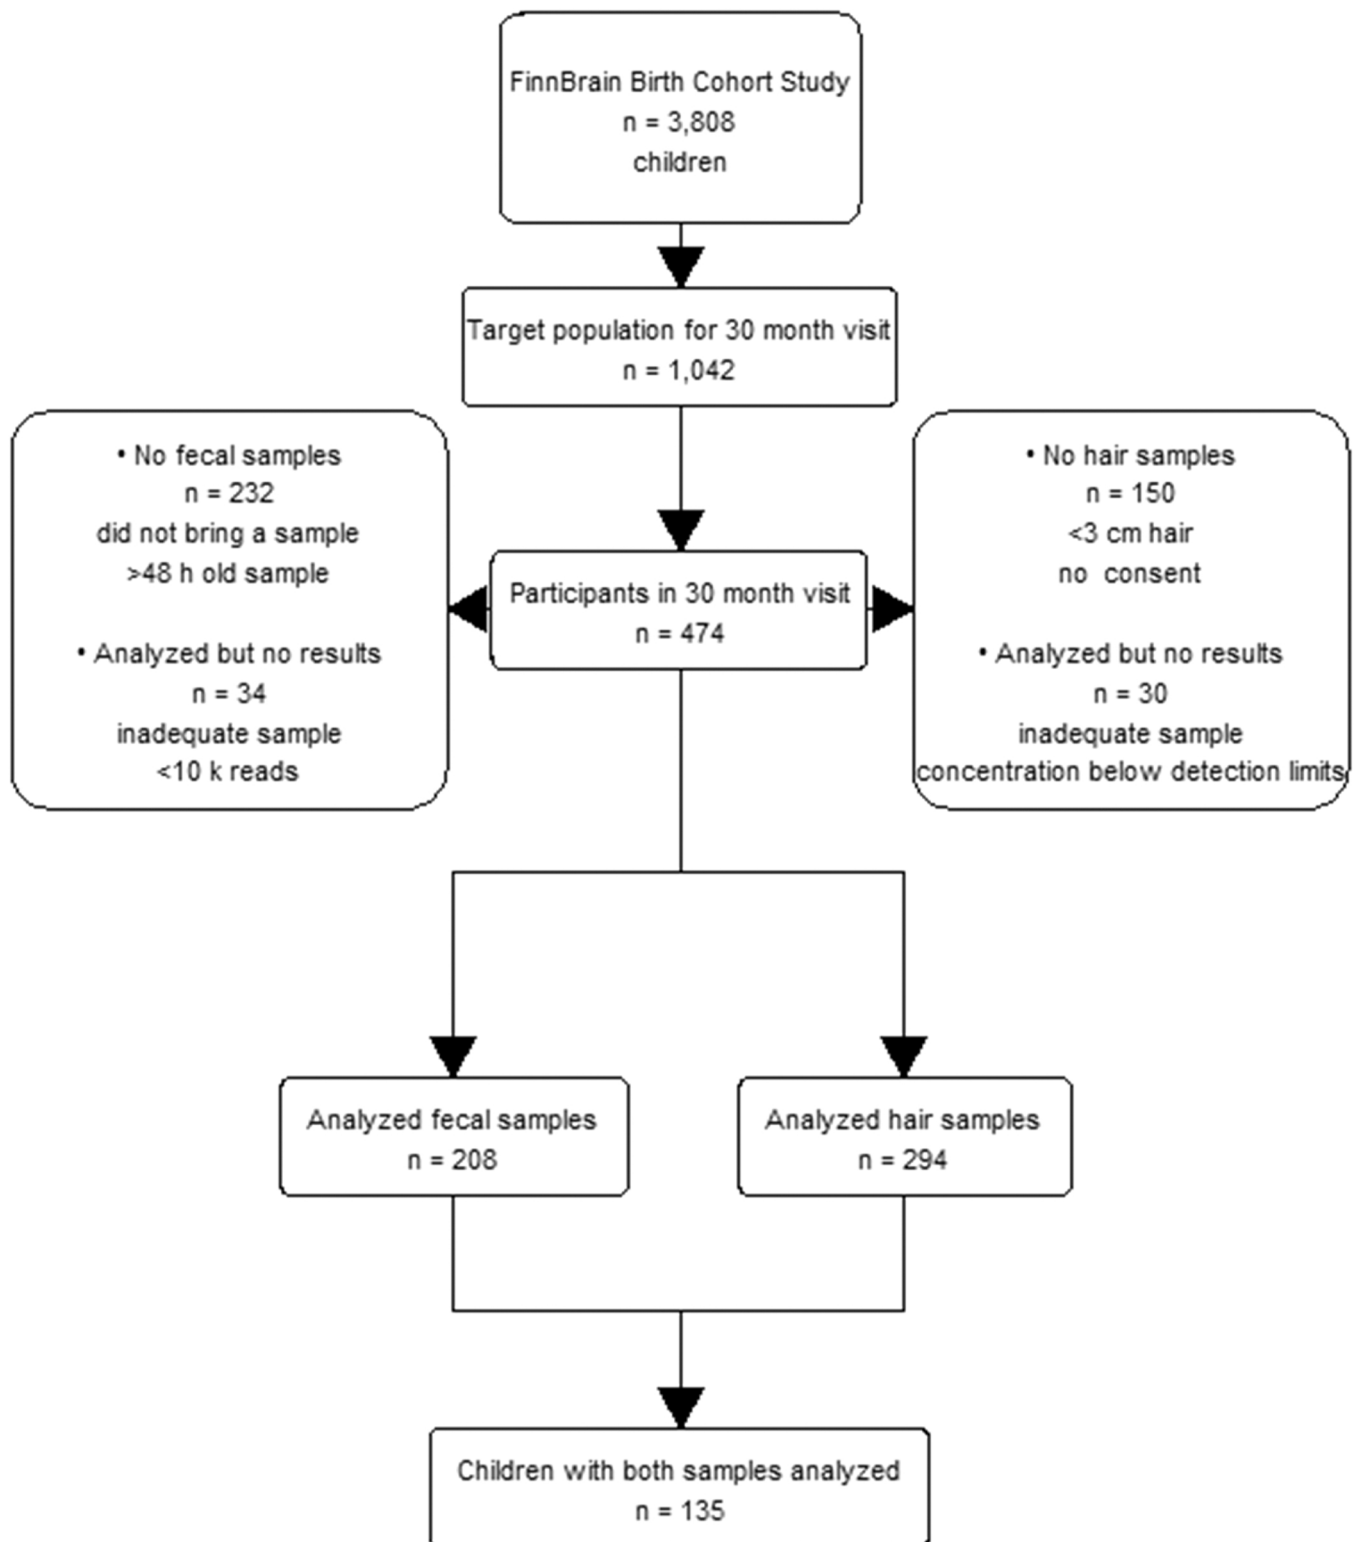 FinnBrain Birth Cohort Study
n = 3,808
children
Target population for 30 month visit
n = 1,042
• No fecal samples
n = 232
did not bring a sample
>48 h old sample
• Analyzed but no results
n = 34
inadequate sample
<10 k reads
Participants in 30 month visit
n = 474
• No hair samples
n = 150
<3 cm hair
no consent
• Analyzed but no results
n = 30
inadequate sample
concentration below detection limits
Analyzed fecal samples
n = 208
Analyzed hair samples
n = 294
Children with both samples analyzed
n = 135